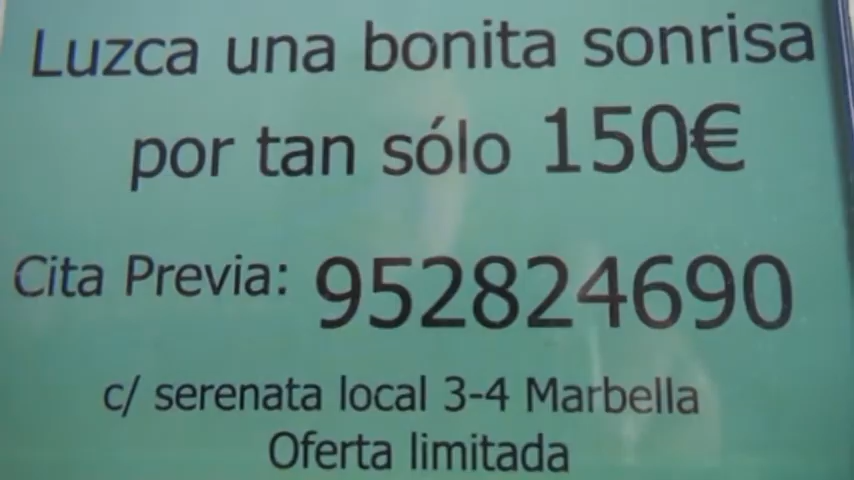 Luzca una bonita sonrisa
por tan sólo 150€
Cita Previa: 952824690
c/ serenata local 3-4 Marbella
Oferta limitada